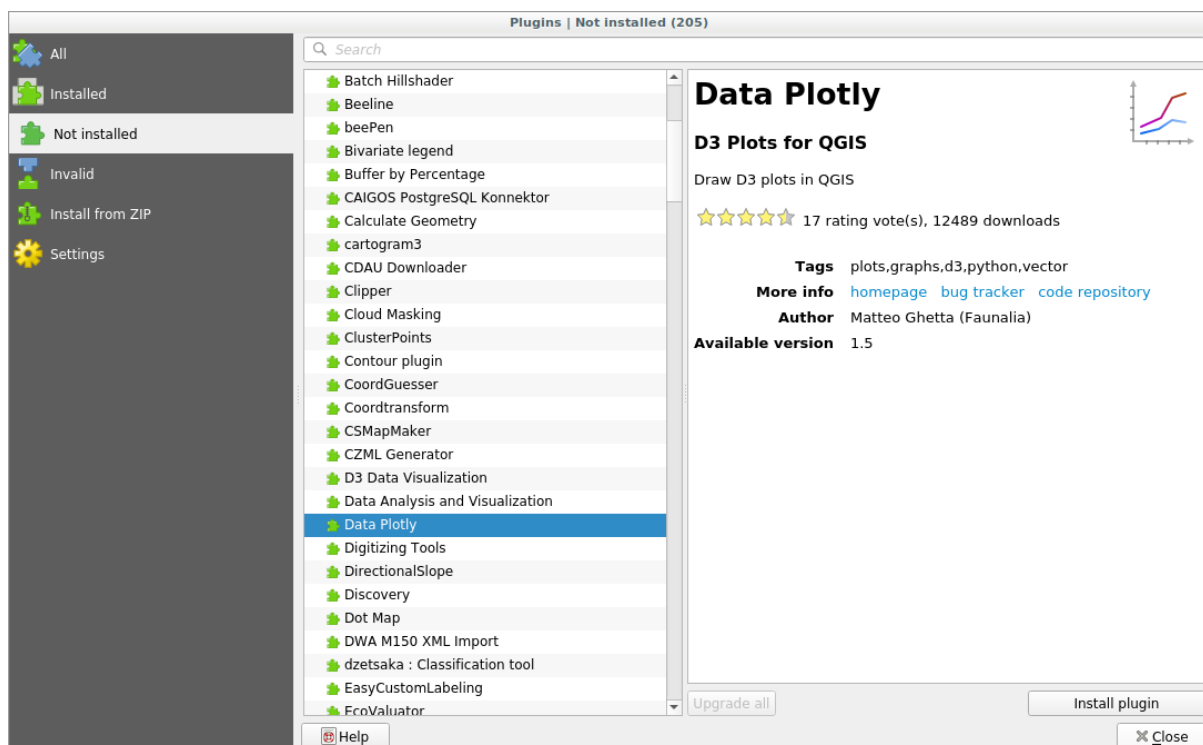 Plugins | Not installed (205)
All
Installed
Not installed
Invalid
Install from ZIP
Settings
Search
Batch Hillshader
Beeline
beePen
Bivariate legend
Buffer by Percentage
CAIGOS PostgreSQL Konnektor
Calculate Geometry
cartogram3
CDAU Downloader
Clipper
Cloud Masking
ClusterPoints
Contour plugin
CoordGuesser
Coordtransform
CSMapMaker
CZML Generator
D3 Data Visualization
Data Analysis and Visualization
Data Plotly
Digitizing Tools
DirectionalSlope
Discovery
Dot Map
DWA M150 XML Import
dzetsaka : Classification tool
EasyCustomLabeling
EcoValuator
Data Plotly
D3 Plots for QGIS
Draw D3 plots in QGIS
17 rating vote(s), 12489 downloads
Tags plots,graphs,d3,python,vector
More info homepage bug tracker code repository
Author Matteo Ghetta (Faunalia)
Available version 1.5
Upgrade all
Install plugin
Help
Close